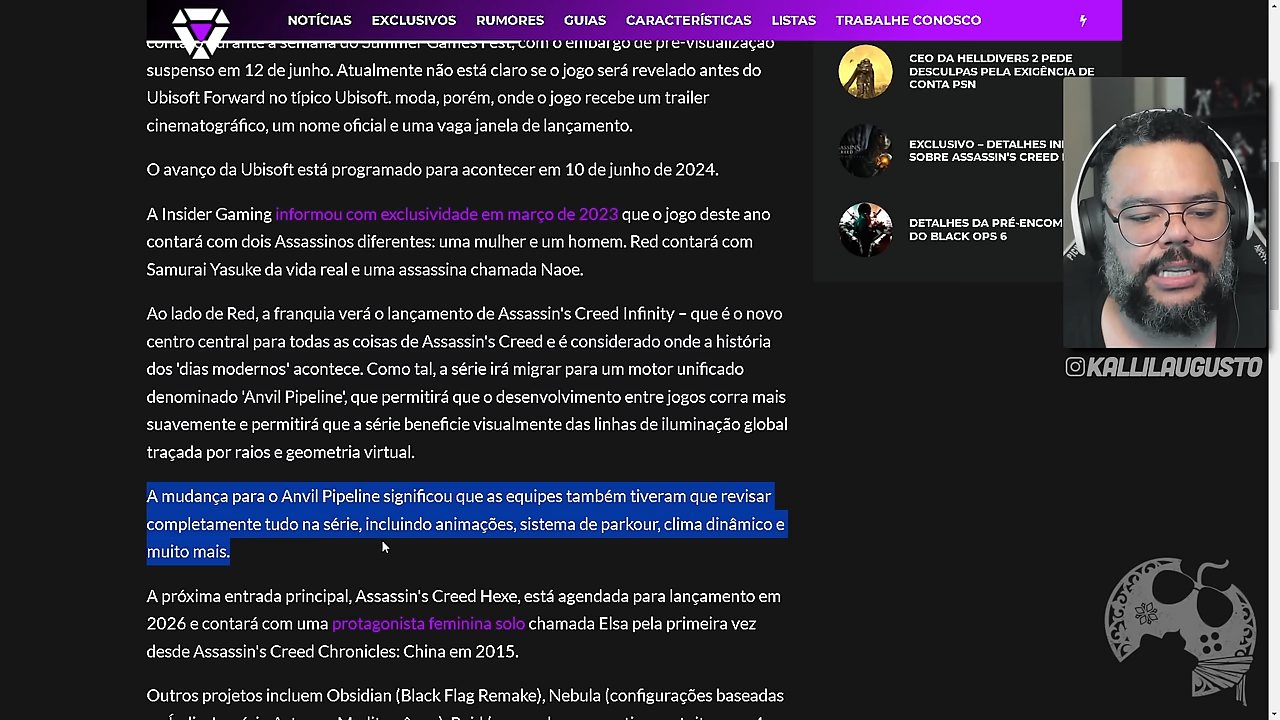 NOTÍCIAS EXCLUSIVOS RUMORES GUIAS CARACTERÍSTICAS LISTAS TRABALHE CONOSCO
durante a semana do Summer Games Fest, com o embargo de pré-visualização
suspenso em 12 de junho. Atualmente não está claro se o jogo será revelado antes do
Ubisoft Forward no típico Ubisoft. moda, porém, onde o jogo recebe um trailer
cinematográfico, um nome oficial e uma vaga janela de lançamento.
O avanço da Ubisoft está programado para acontecer em 10 de junho de 2024.
A Insider Gaming informou com exclusividade em março de 2023 que o jogo deste ano
contará com dois Assassinos diferentes: uma mulher e um homem. Red contará com
Samurai Yasuke da vida real e uma assassina chamada Naoe.
Ao lado de Red, a franquia verá o lançamento de Assassin's Creed Infinity – que é o novo
centro central para todas as coisas de Assassin's Creed e é considerado onde a história
dos 'dias modernos' acontece. Como tal, a série irá migrar para um motor unificado
denominado 'Anvil Pipeline', que permitirá que o desenvolvimento entre jogos corra mais
suavemente e permitirá que a série beneficie visualmente das linhas de iluminação global
traçada por raios e geometria virtual.
A mudança para o Anvil Pipeline significou que as equipes também tiveram que revisar
completamente tudo na série, incluindo animações, sistema de parkour, clima dinâmico e
muito mais.
A próxima entrada principal, Assassin's Creed Hexe, está agendada para lançamento em
2026 e contará com uma protagonista feminina solo chamada Elsa pela primeira vez
desde Assassin's Creed Chronicles: China em 2015.
Outros projetos incluem Obsidian (Black Flag Remake), Nebula (configurações baseadas
CEO DA HELLDIVERS 2 PEDE
DESCULPAS PELA EXIGÊNCIA DE
CONTA PSN
EXCLUSIVO – DETALHES
SOBRE ASSASSIN'S CREED
DETALHES DA
DO BLACK OPS 6
KALLILAUGUSTO